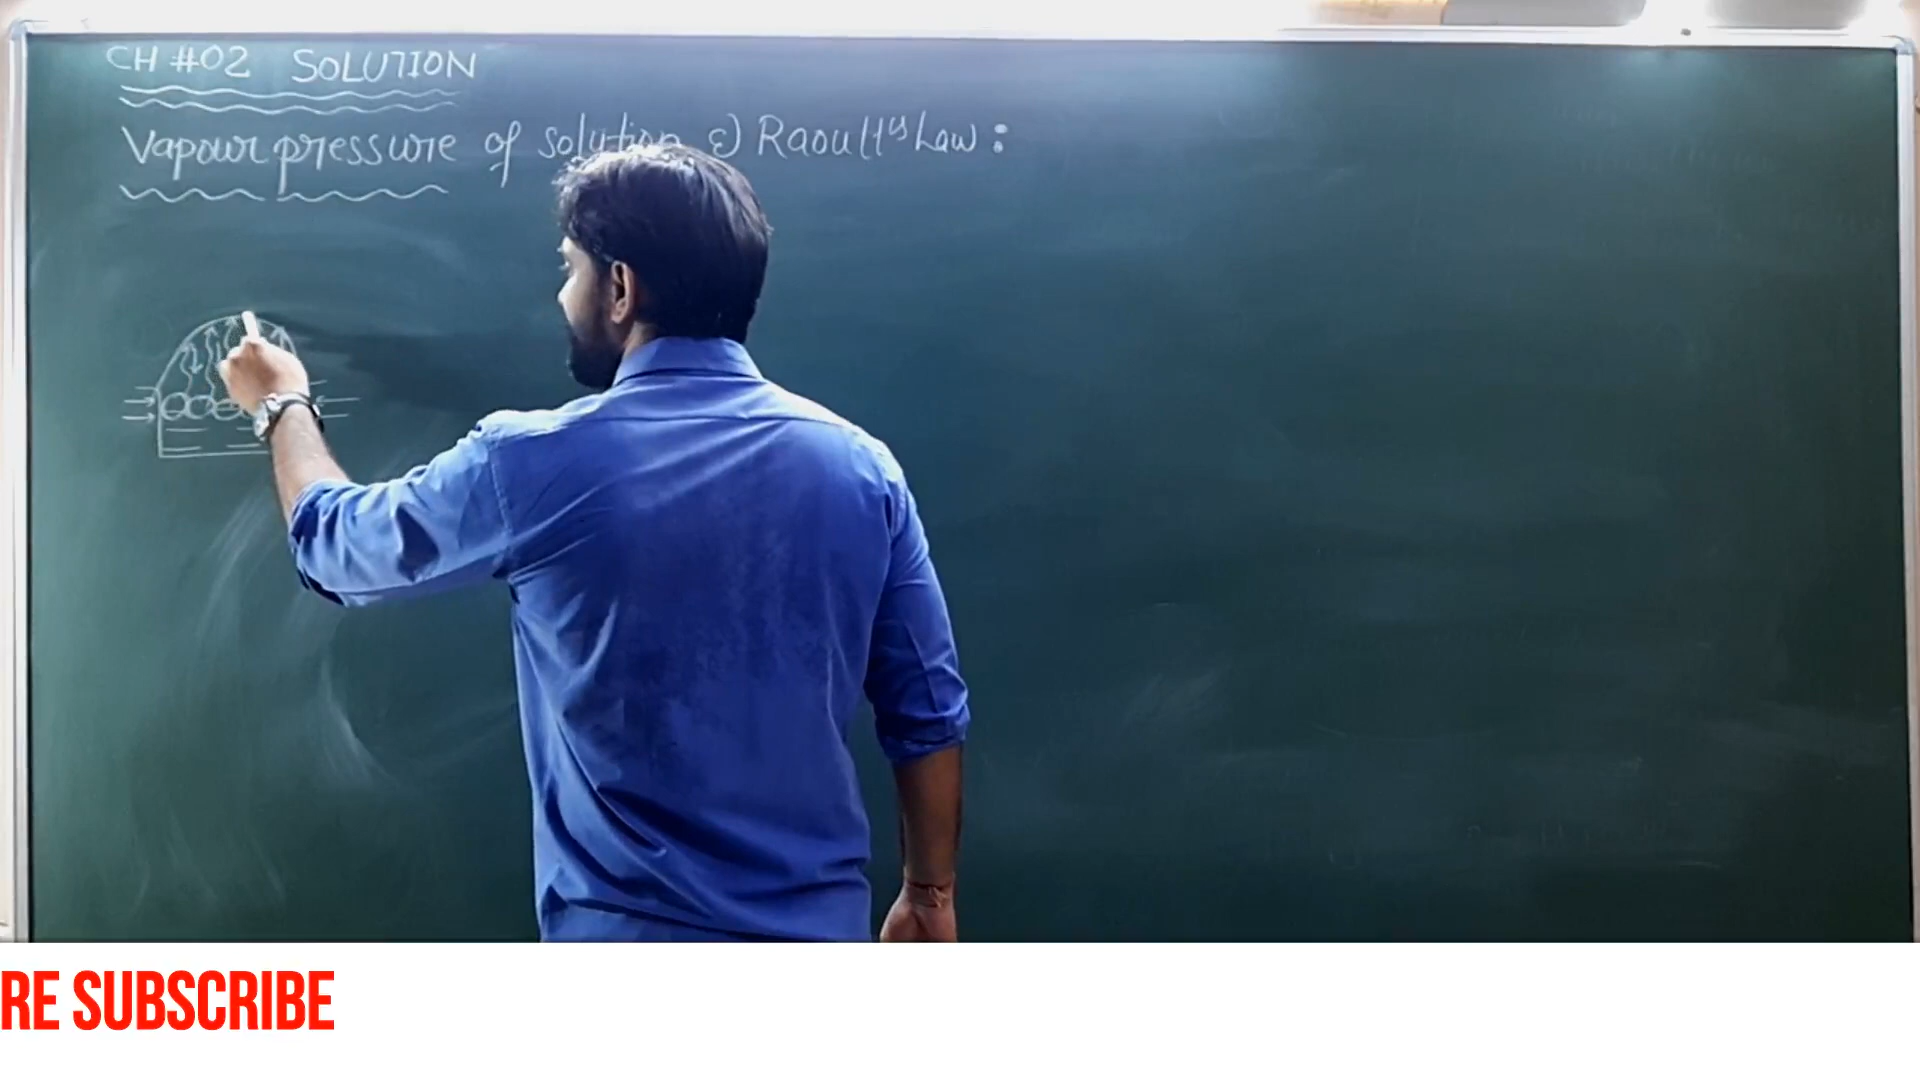 CH #02 SOLUTION
Vapour pressure of solution & Raoult's Law :
RE SUBSCRIBE